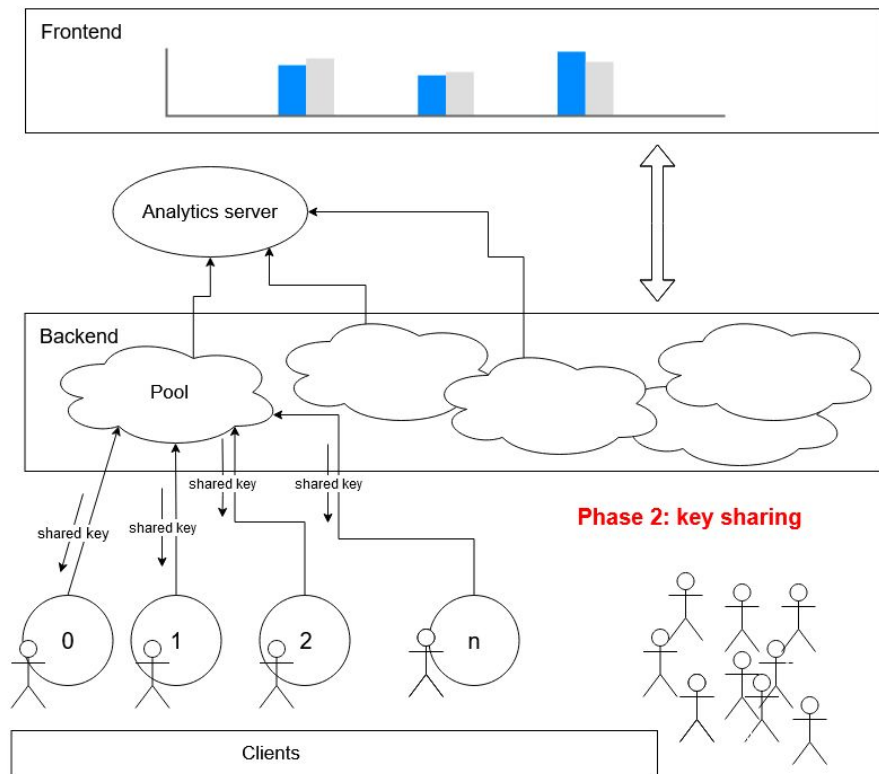 Frontend
Analytics server
Backend
Pool
shared key
shared key
shared key
shared key
Phase 2: key sharing
0
1
2
n
Clients